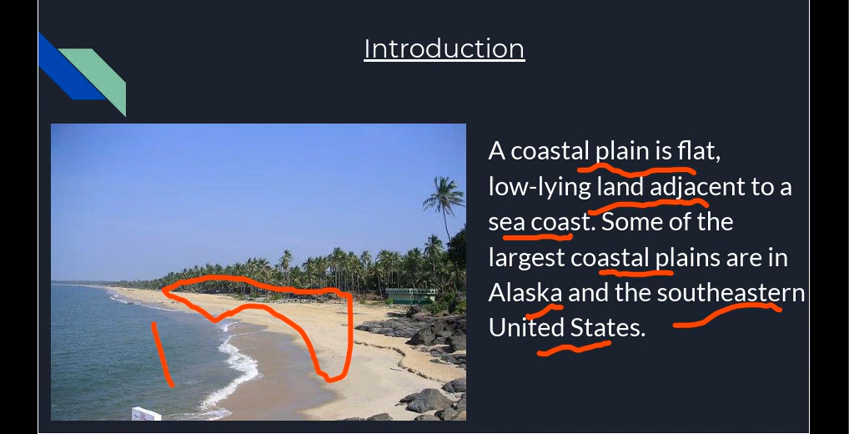 Introduction
A coastal plain is flat,
low-lying land adjacent to a
sea coast. Some of the
largest coastal plains are in
Alaska and the southeastern
United States.